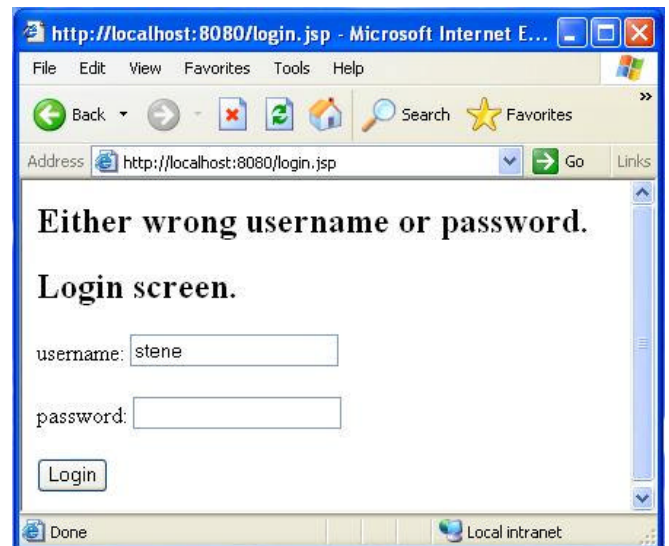 http://localhost:8080/login.jsp - Microsoft Internet E...
File Edit View Favorites Tools Help
Back Search Favorites »
Address http://localhost:8080/login.jsp Go Links
Either wrong username or password.
Login screen.
username: stene
password:
Login
Done Local intranet